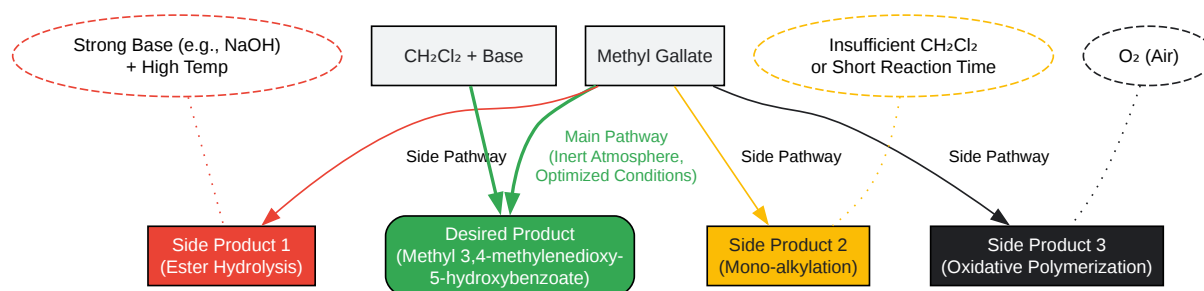 Strong Base (e.g., NaOH)
+ High Temp
CH₂Cl₂ + Base
Methyl Gallate
Insufficient CH₂Cl₂
or Short Reaction Time
O₂ (Air)
Side Pathway
Main Pathway
(Inert Atmosphere,
Optimized Conditions)
Side Pathway
Side Pathway
Side Product 1
(Ester Hydrolysis)
Desired Product
(Methyl 3,4-methylenedioxy-
5-hydroxybenzoate)
Side Product 2
(Mono-alkylation)
Side Product 3
(Oxidative Polymerization)